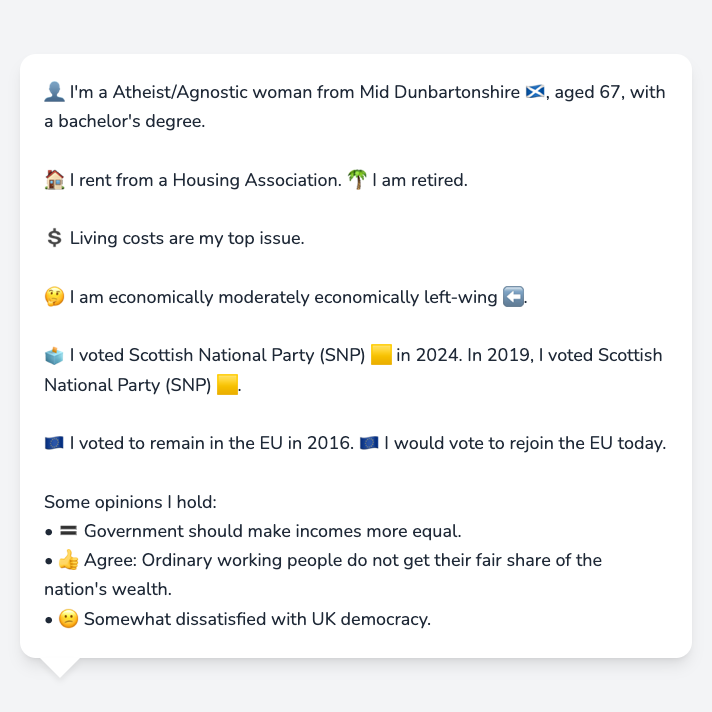 👤 I'm a Atheist/Agnostic woman from Mid Dunbartonshire 🏴󠁧󠁢󠁳󠁣󠁴󠁿, aged 67, with
a bachelor's degree.
🏠 I rent from a Housing Association. 🌴 I am retired.
💲 Living costs are my top issue.
🤔 I am economically moderately economically left-wing ⬅️.
🗳️ I voted Scottish National Party (SNP) 🟨 in 2024. In 2019, I voted Scottish
National Party (SNP) 🟨.
🇪🇺 I voted to remain in the EU in 2016. 🇪🇺 I would vote to rejoin the EU today.
Some opinions I hold:
• 🟰 Government should make incomes more equal.
• 👍 Agree: Ordinary working people do not get their fair share of the
nation's wealth.
• 😕 Somewhat dissatisfied with UK democracy.